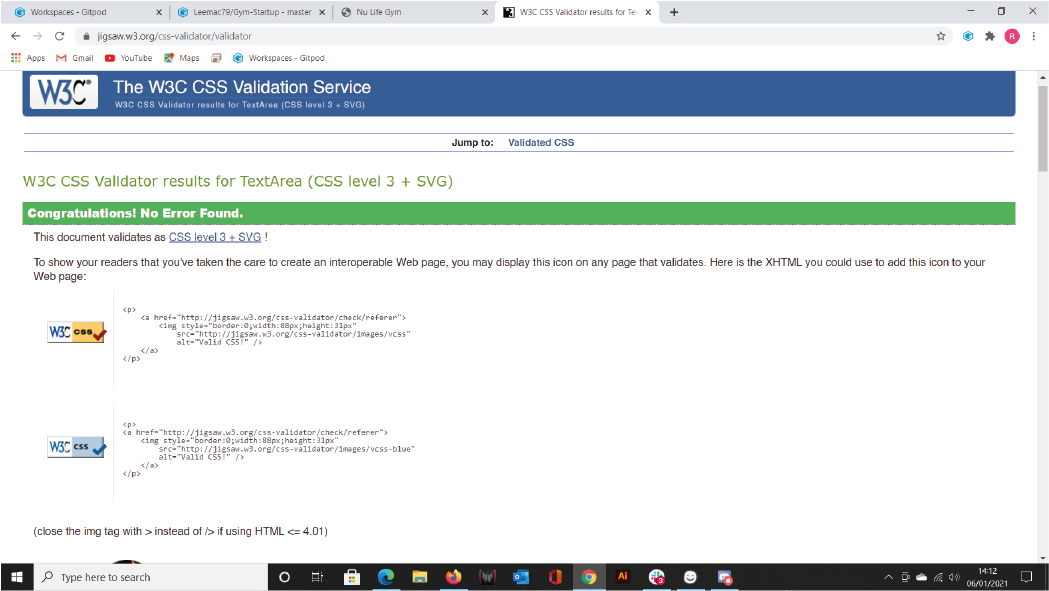 Workspaces - Gitpod
Leemac79/Gym-Startup - master
Nu Life Gym
W3C CSS Validator results for Te
jigsaw.w3.org/css-validator/validator
R
Apps
Gmail
YouTube
Maps
Workspaces - Gitpod
W3C®
The W3C CSS Validation Service
W3C CSS Validator results for TextArea (CSS level 3 + SVG)
Jump to: Validated CSS
W3C CSS Validator results for TextArea (CSS level 3 + SVG)
Congratulations! No Error Found.
This document validates as CSS level 3 + SVG !
To show your readers that you've taken the care to create an interoperable Web page, you may display this icon on any page that validates. Here is the XHTML you could use to add this icon to your
Web page:
W3C css
<p>
<a href="http://jigsaw.w3.org/css-validator/check/referer">
<img style="border:0;width:88px;height:31px"
src="http://jigsaw.w3.org/css-validator/images/vcss"
alt="Valid CSS!" />
</a>
</p>
W3C css
<p>
<a href="http://jigsaw.w3.org/css-validator/check/referer">
<img style="border:0;width:88px;height:31px"
src="http://jigsaw.w3.org/css-validator/images/vcss-blue"
alt="Valid CSS!" />
</a>
</p>
(close the img tag with > instead of /> if using HTML <= 4.01)
Type here to search
Ai
3
14:12
06/01/2021